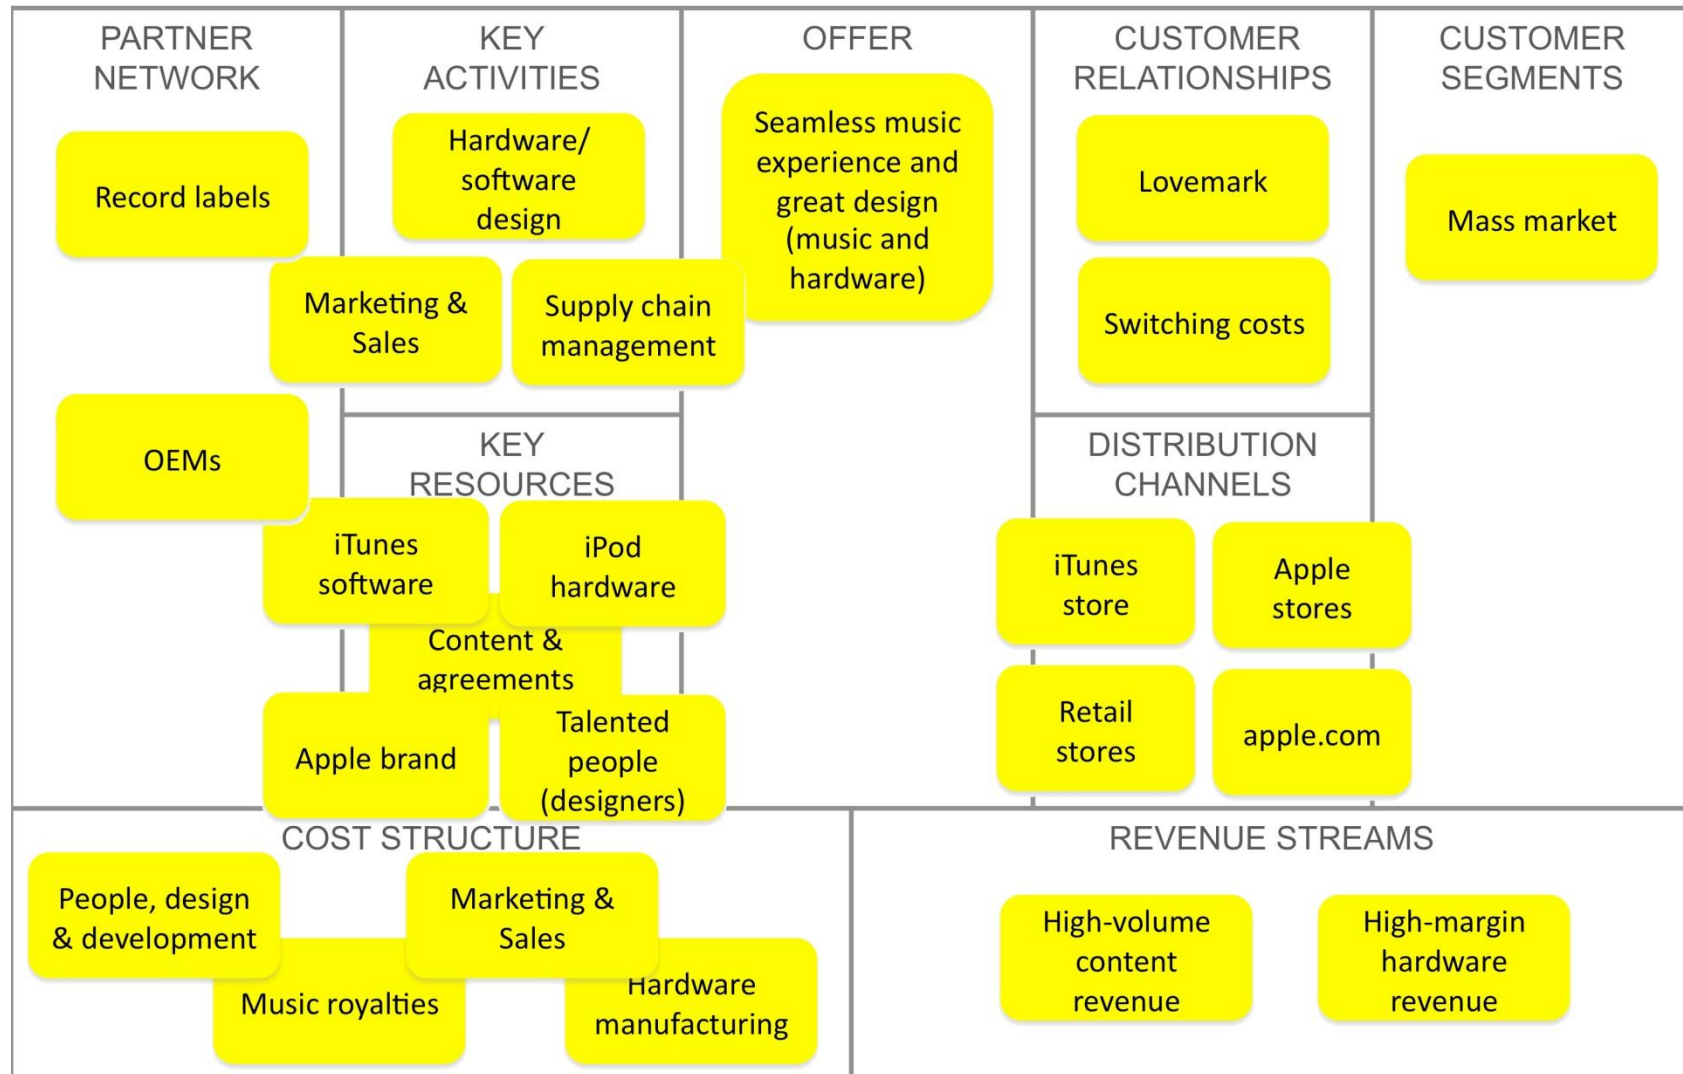 PARTNER
NETWORK
Record labels
OEMs
KEY
ACTIVITIES
Hardware/
software
design
Marketing &
Sales
Supply chain
management
KEY
RESOURCES
iTunes
software
iPod
hardware
Content &
agreements
Apple brand
Talented
people
(designers)
OFFER
Seamless music
experience and
great design
(music and
hardware)
CUSTOMER
RELATIONSHIPS
Lovemark
Switching costs
DISTRIBUTION
CHANNELS
iTunes
store
Apple
stores
Retail
stores
apple.com
CUSTOMER
SEGMENTS
Mass market
COST STRUCTURE
People, design
& development
Music royalties
Marketing &
Sales
Hardware
manufacturing
REVENUE STREAMS
High-volume
content
revenue
High-margin
hardware
revenue